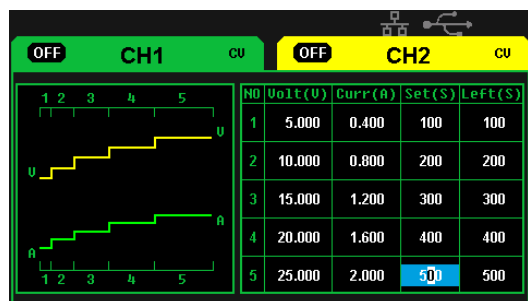 OFF CH1 CV OFF CH2 CV
1 2 3 4 5
V
V
A
A
1 2 3 4 5
NO Volt(V) Curr(A) Set(S) Left(S)
1 5.000 0.400 100 100
2 10.000 0.800 200 200
3 15.000 1.200 300 300
4 20.000 1.600 400 400
5 25.000 2.000 500 500